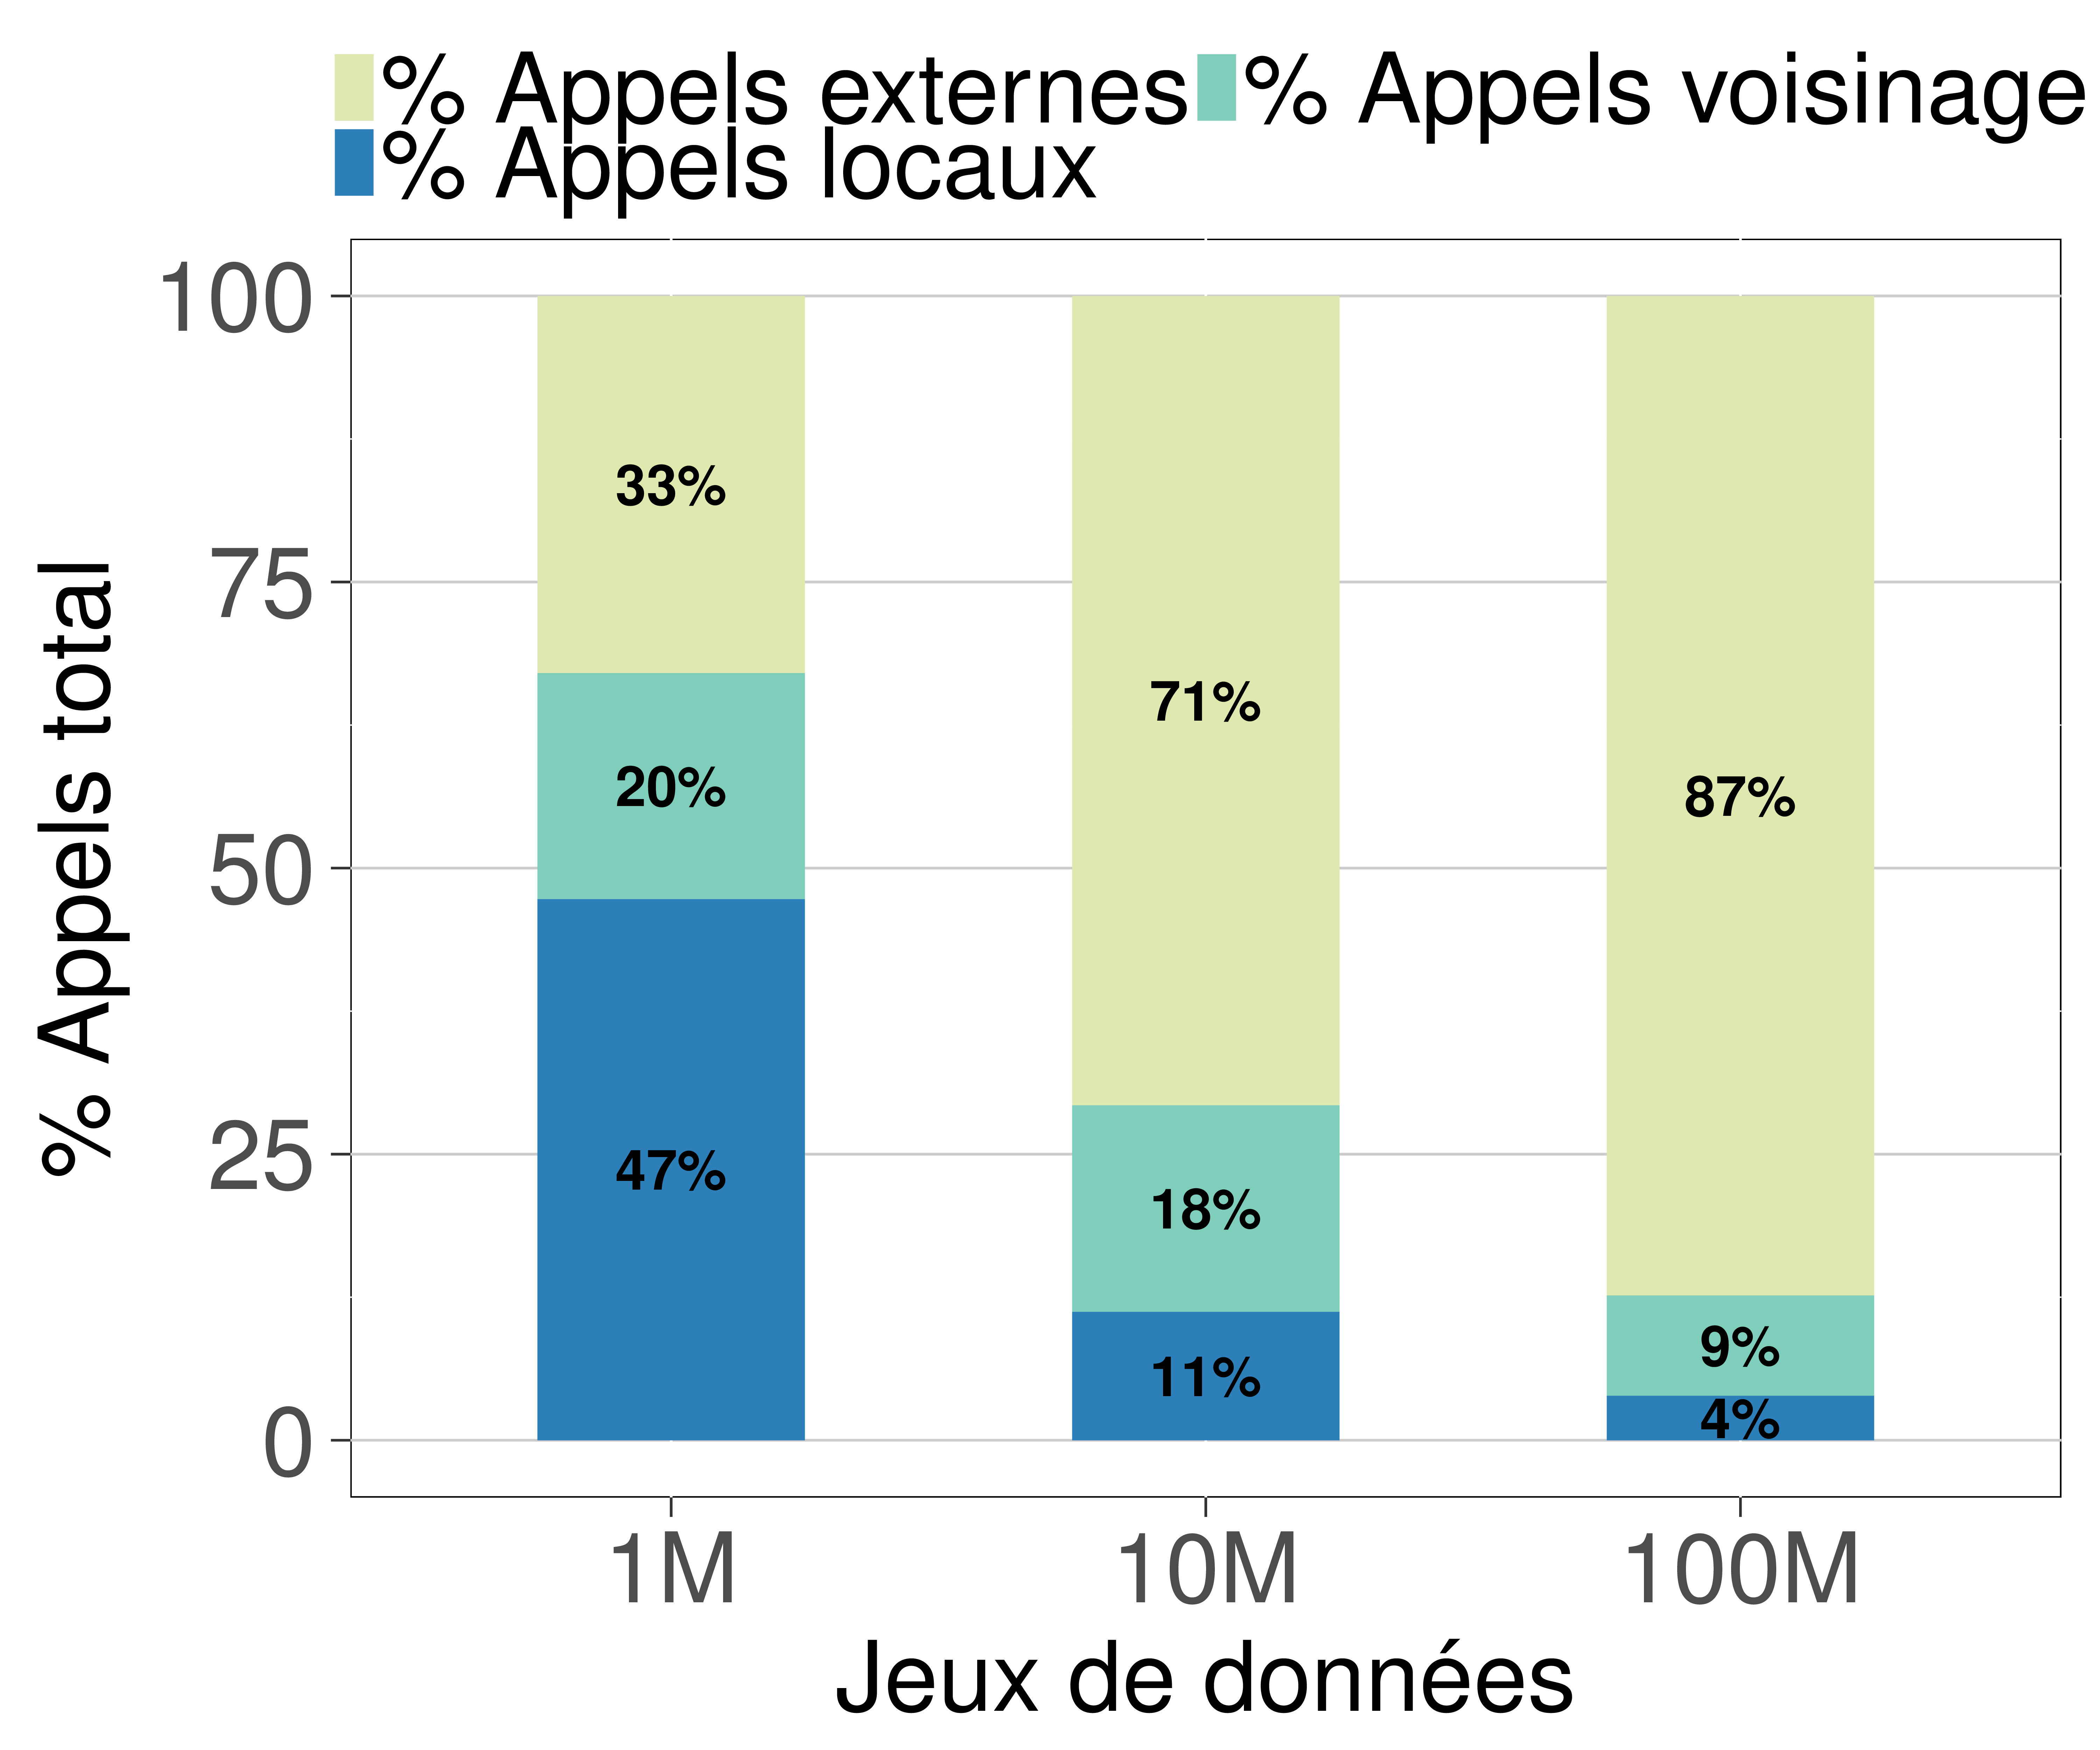 % Appels externes % Appels voisinage
% Appels locaux
% Appels total
100
75
50
25
0
33%
20%
47%
71%
18%
11%
87%
9%
4%
1M 10M 100M
Jeux de données